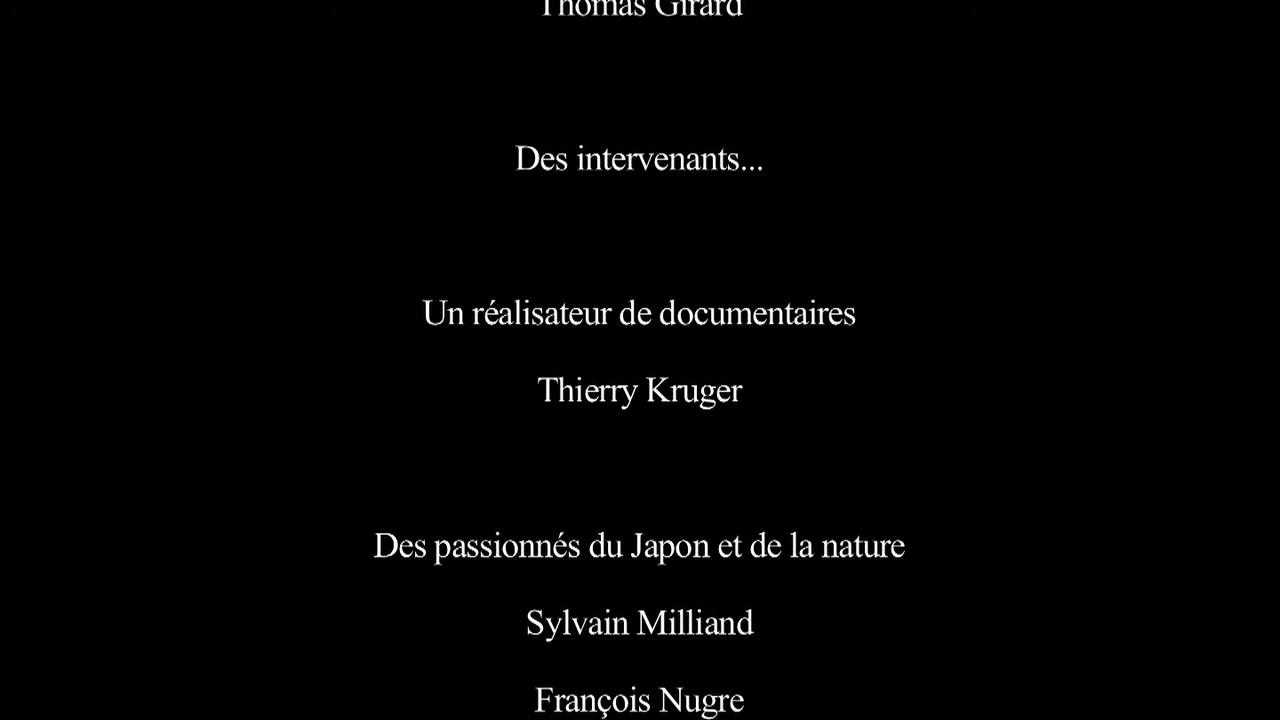 Thomas Girard
Des intervenants...
Un réalisateur de documentaires
Thierry Kruger
Des passionnés du Japon et de la nature
Sylvain Milliand
François Nugre